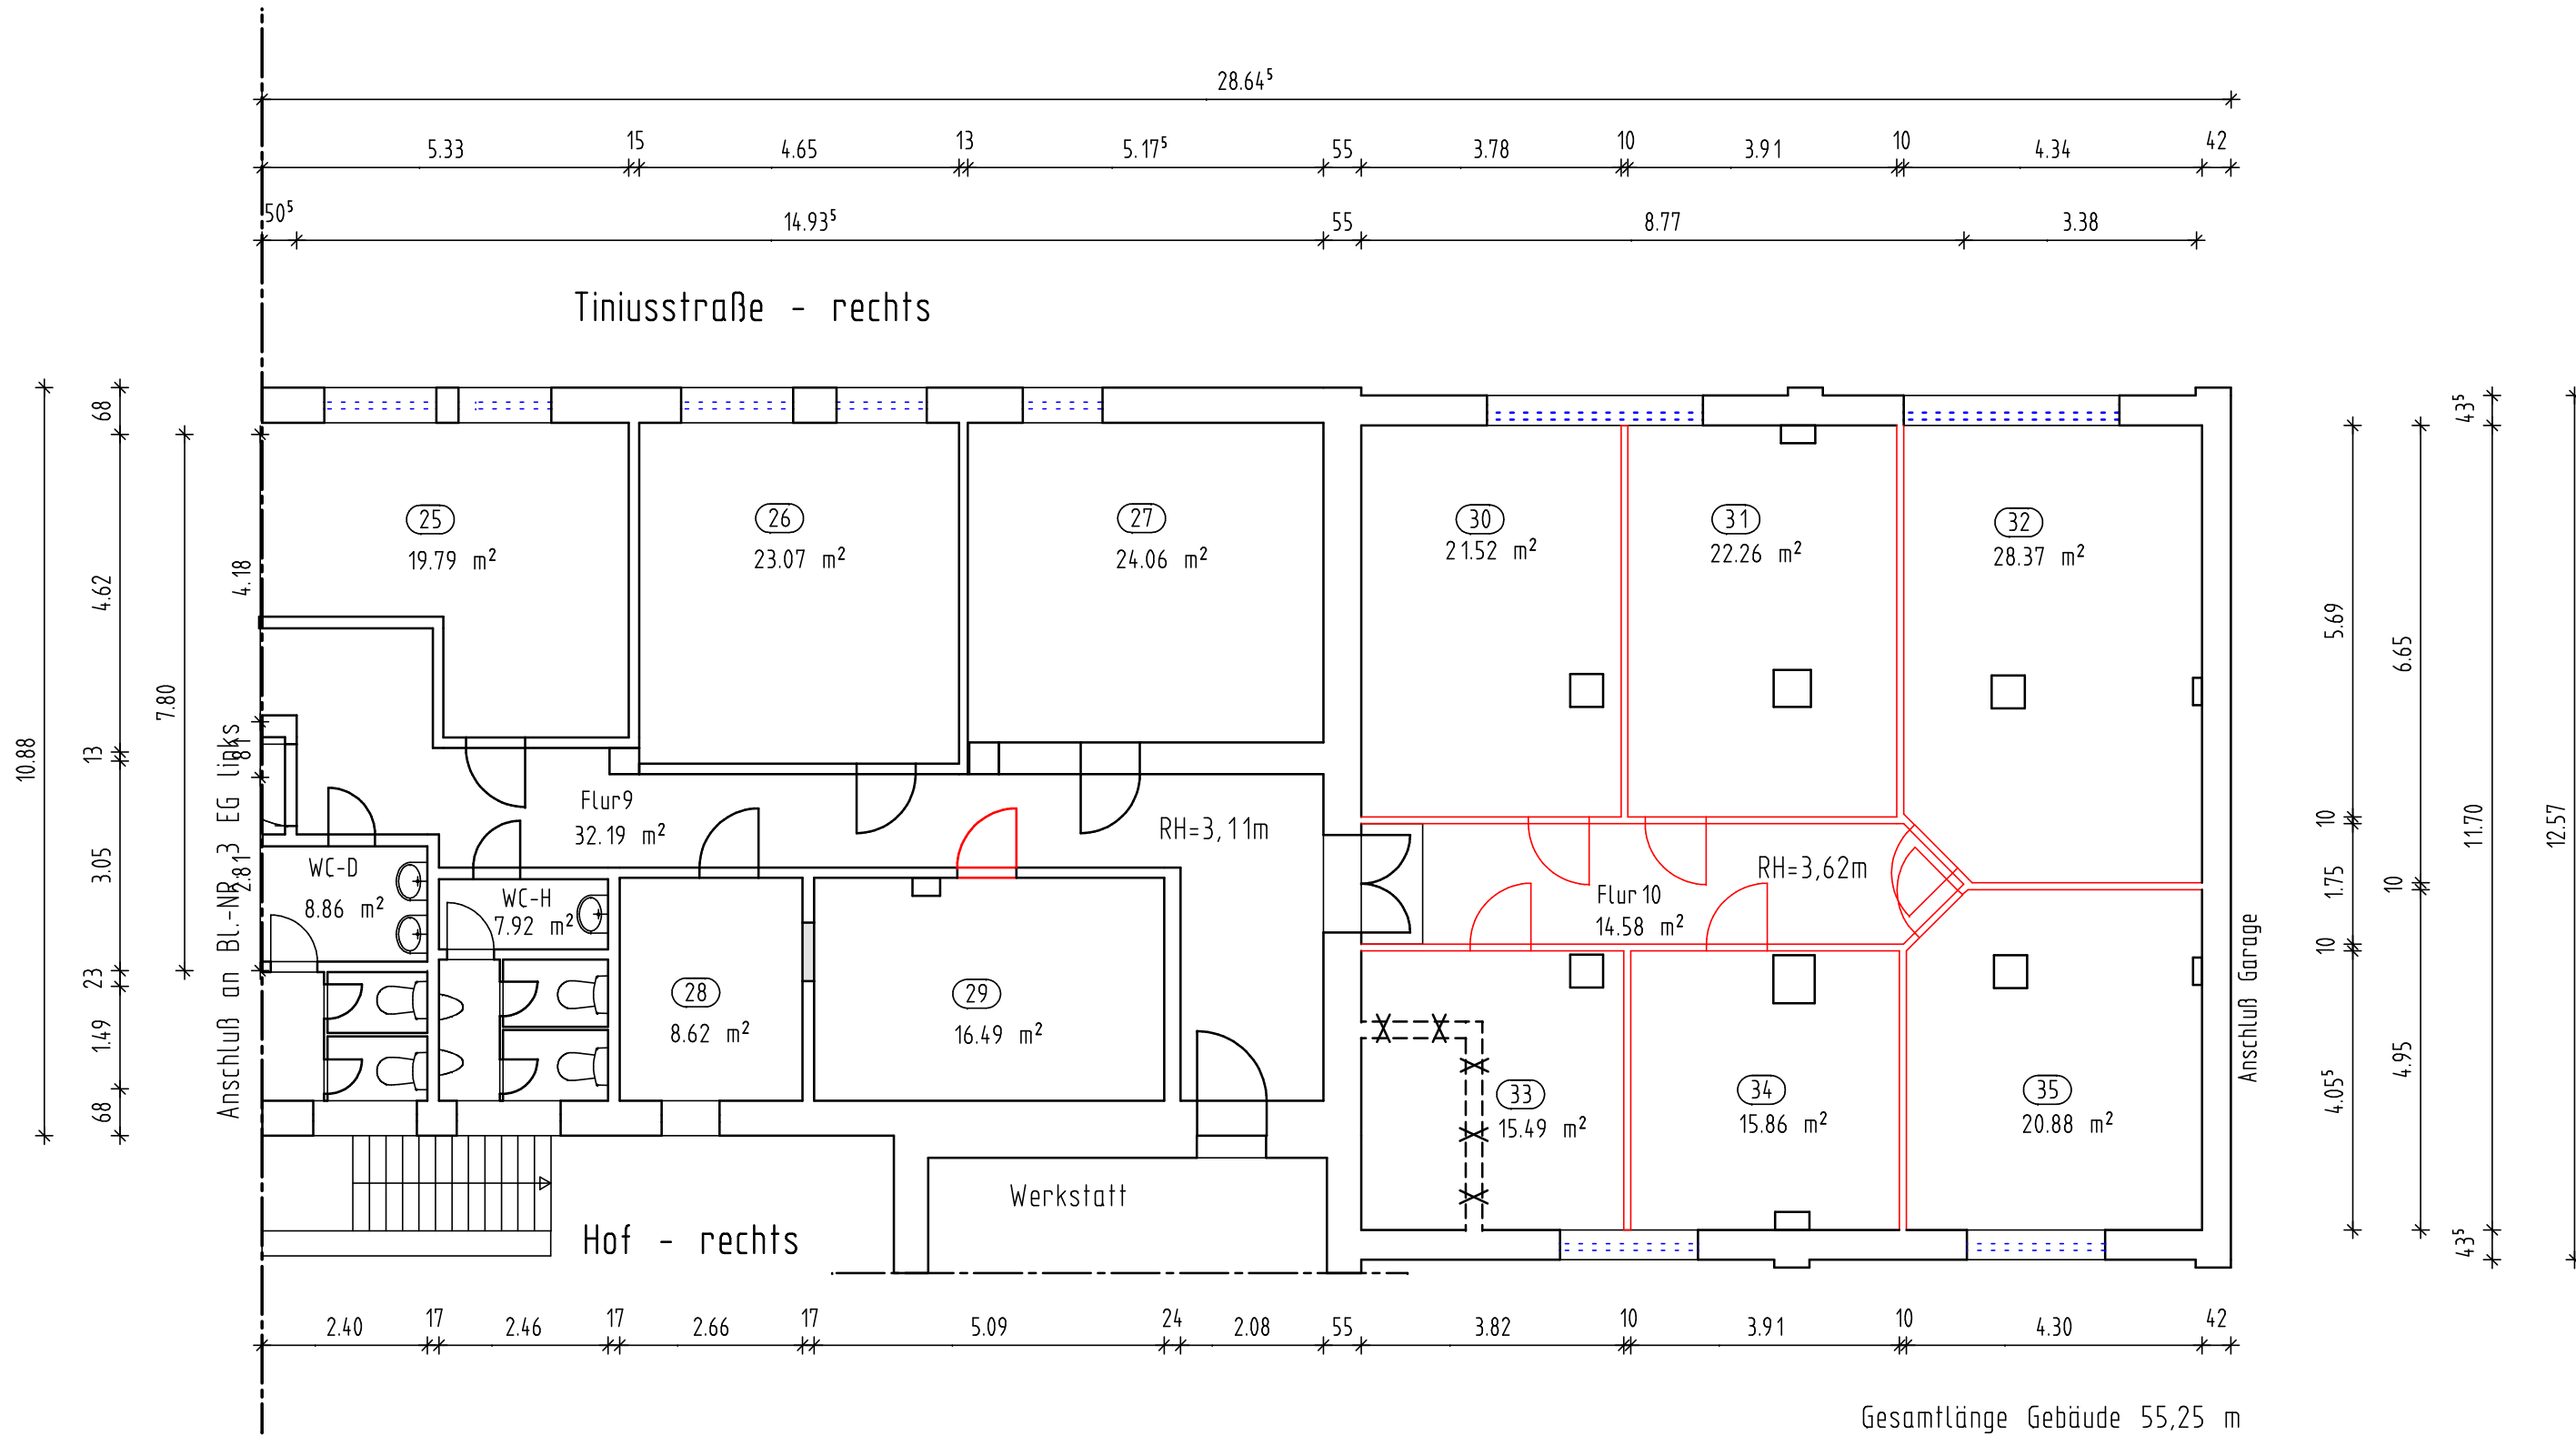 28.64⁵
5.33 15 4.65 13 5.17⁵ 55 3.78 10 3.91 10 4.34 42
50⁵ 14.93⁵ 55 8.77 3.38
Tiniusstraße - rechts
10.88
68
4.62
13
3.05
23
1.49
68
7.80
4.18
81
2.81
Anschluß an BL.-NR. 3 EG links
25
19.79 m²
26
23.07 m²
27
24.06 m²
30
21.52 m²
31
22.26 m²
32
28.37 m²
Flur9
32.19 m²
RH=3,11m
WC-D
8.86 m²
WC-H
7.92 m²
28
8.62 m²
29
16.49 m²
RH=3,62m
Flur 10
14.58 m²
33
15.49 m²
34
15.86 m²
35
20.88 m²
Werkstatt
Hof - rechts
Anschluß Garage
5.69
10
1.75
10
4.05⁵
6.65
10
4.95
43⁵
11.70
43⁵
12.57
2.40 17 2.46 17 2.66 17 5.09 24 2.08 55 3.82 10 3.91 10 4.30 42
Gesamtlänge Gebäude 55,25 m